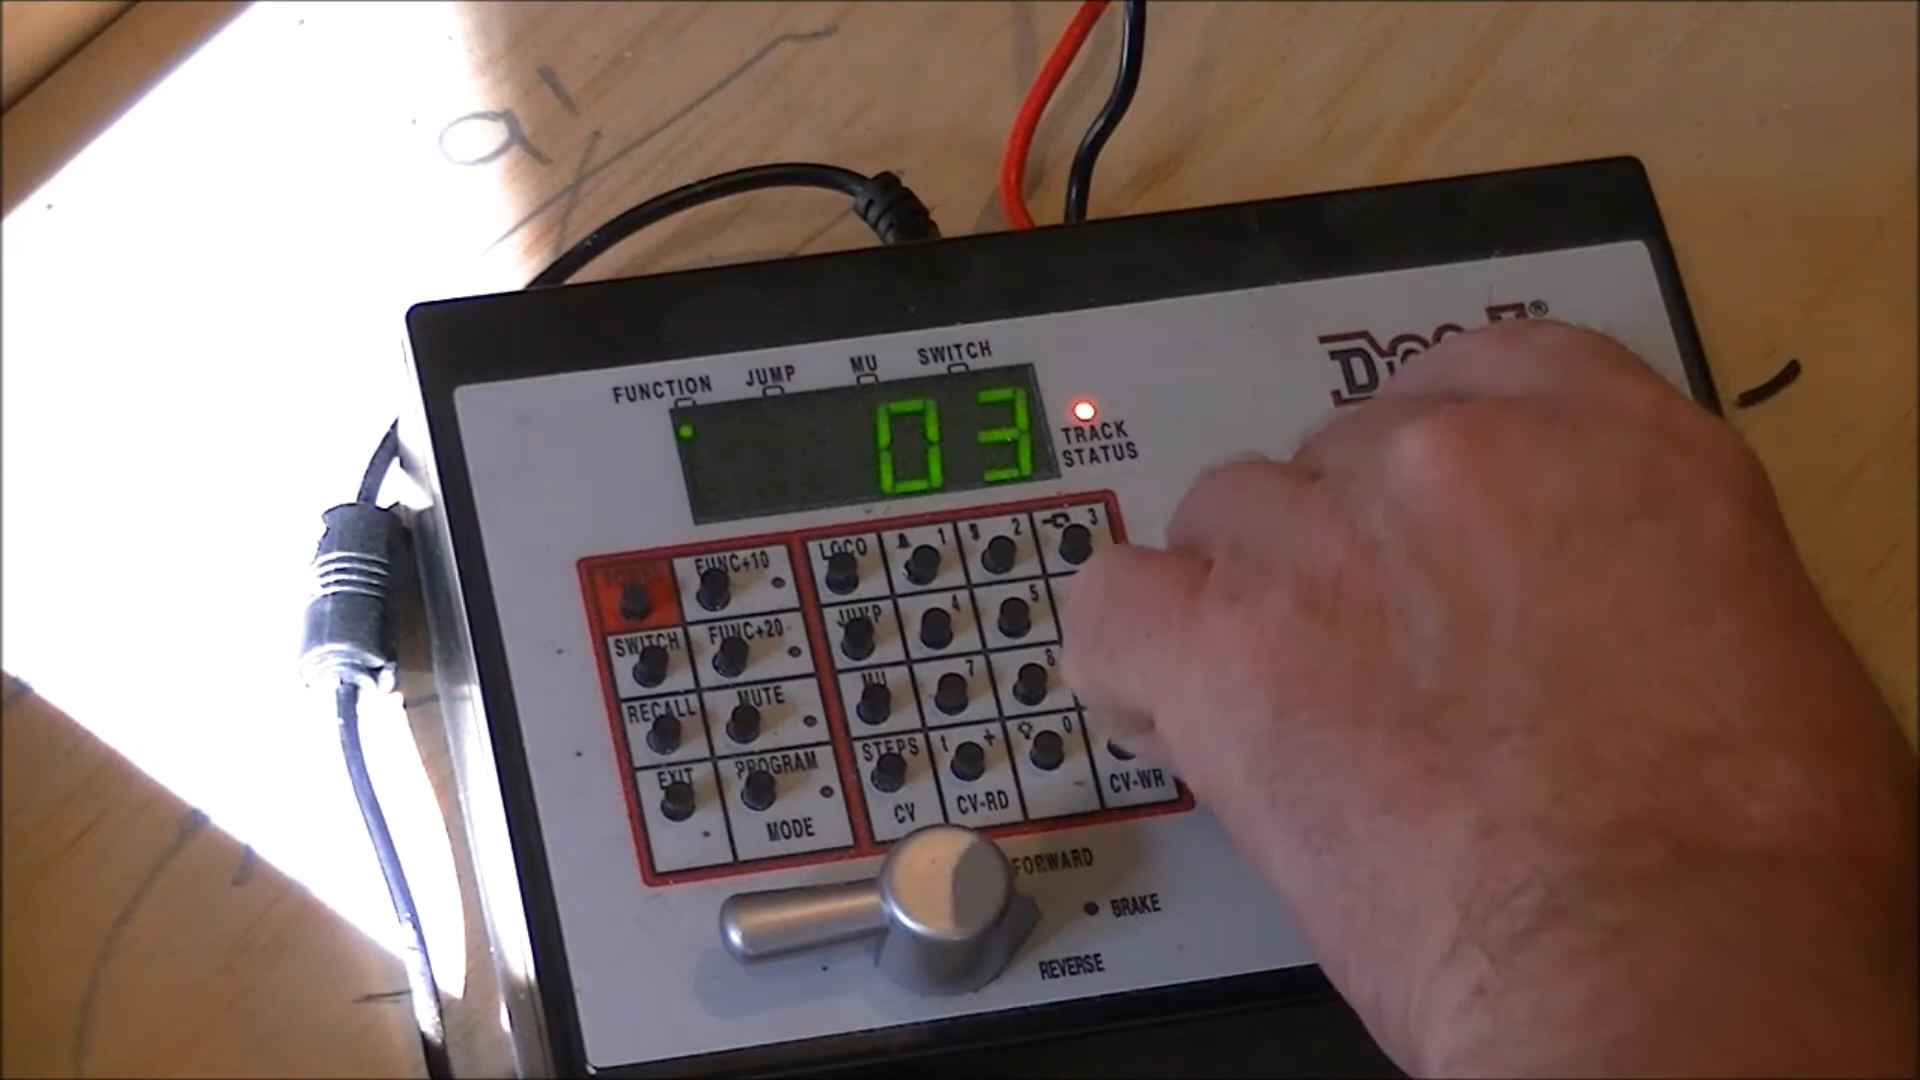 a'
FUNCTION JUMP MU SWITCH
03
TRACK
STATUS
®
FUNC+10 LOCO 1 2 3
SWITCH FUNC+20 JUMP 4 5
RECALL MUTE MU 7 8
EXIT PROGRAM STEPS t + 0
MODE CV CV-RD CV-WR
FORWARD
BRAKE
REVERSE